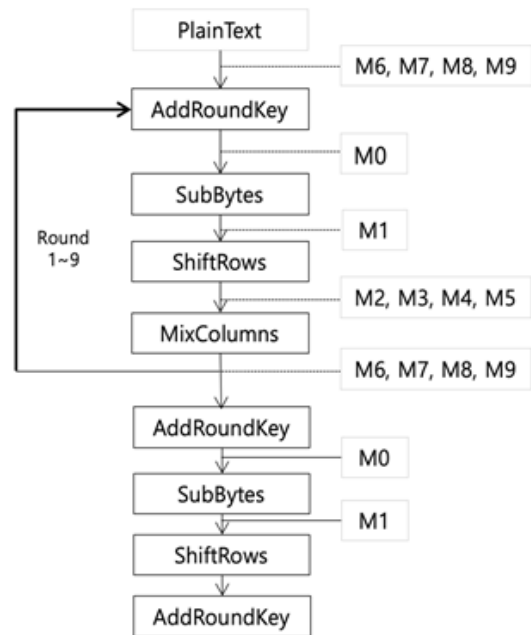 PlainText
M6, M7, M8, M9
AddRoundKey
M0
SubBytes
M1
Round
1~9
ShiftRows
M2, M3, M4, M5
MixColumns
M6, M7, M8, M9
AddRoundKey
M0
SubBytes
M1
ShiftRows
AddRoundKey